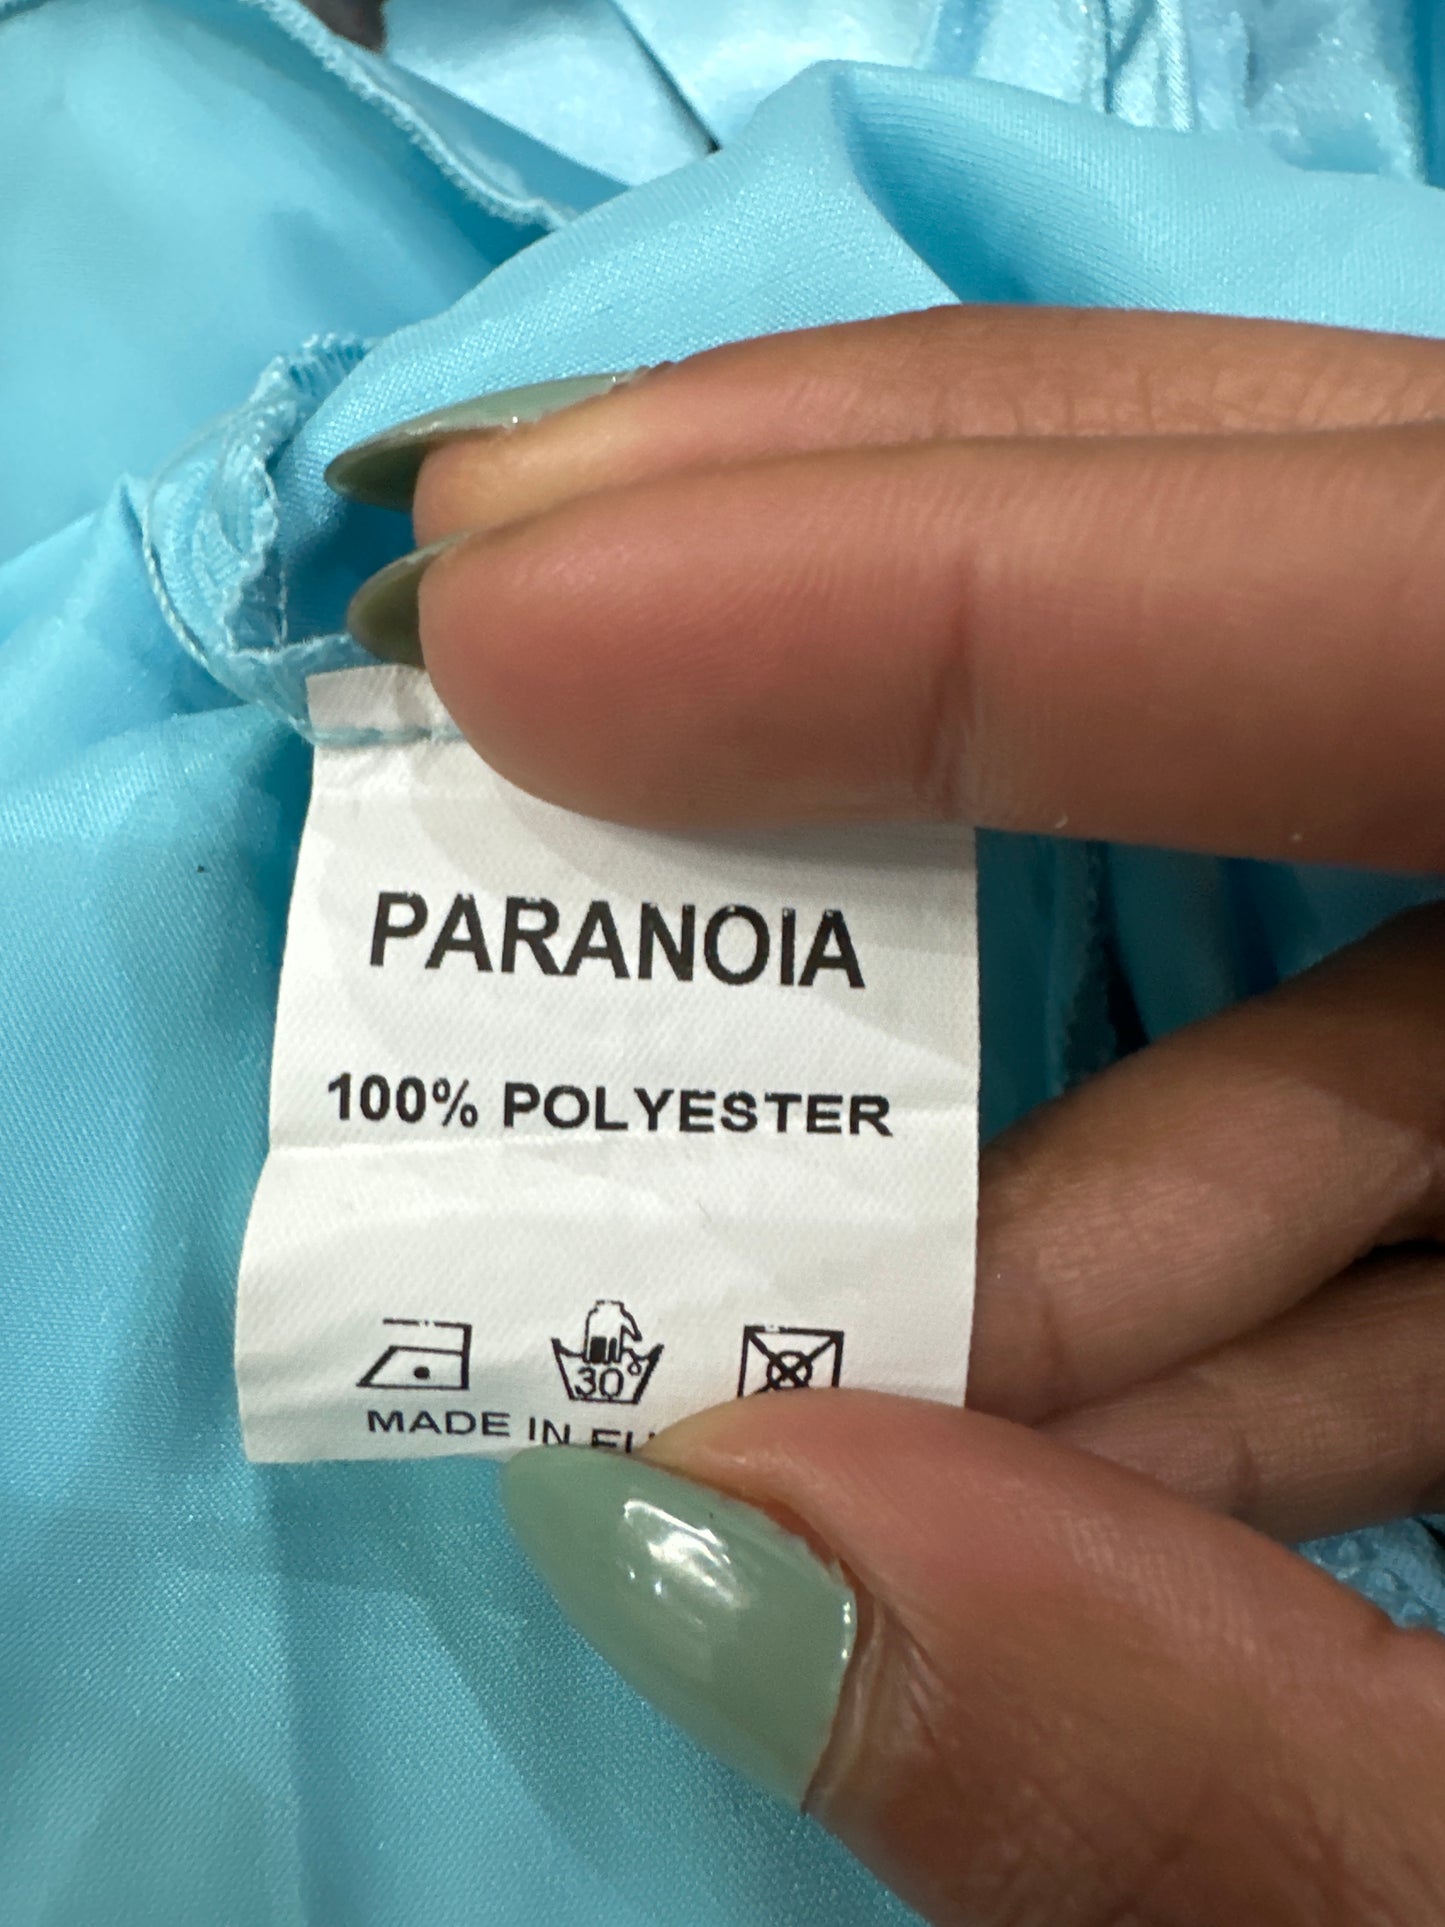 PARANOIA
100% POLYESTER
30°
MADE IN